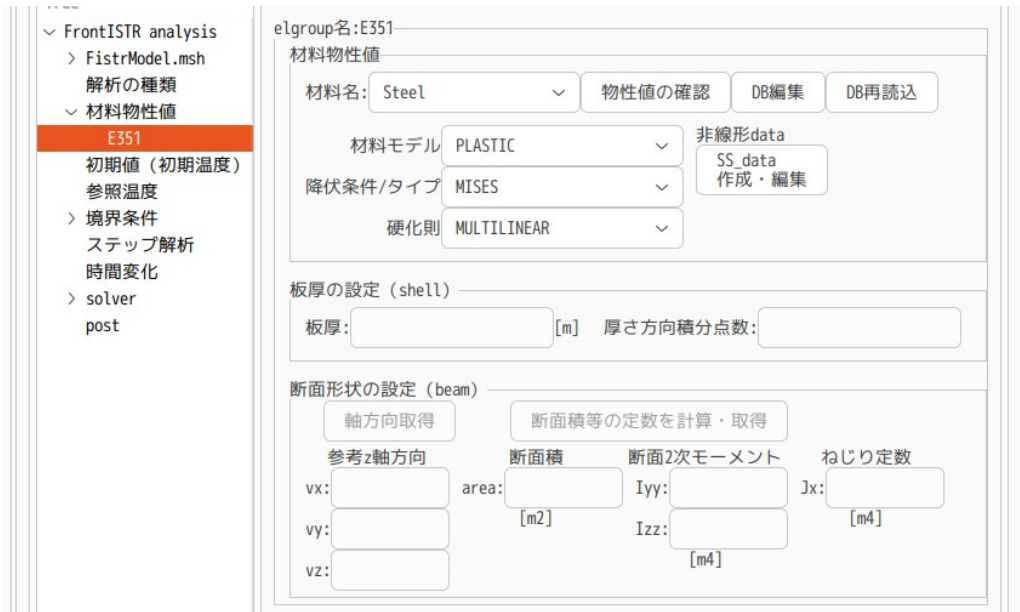 FrontISTR analysis
FistrModel.msh
解析の種類
材料物性値
E351
初期値（初期温度）
参照温度
境界条件
ステップ解析
時間変化
solver
post
elgroup名:E351
材料物性値
材料名: Steel 物性値の確認 DB編集 DB再読込
材料モデル PLASTIC 非線形data
SS_data
作成・編集
降伏条件/タイプ MISES
硬化則 MULTILINEAR
板厚の設定（shell）
板厚: [m] 厚さ方向積分点数:
断面形状の設定（beam）
軸方向取得 断面積等の定数を計算・取得
参考z軸方向 断面積 断面2次モーメント ねじり定数
vx: area: Iyy: Jx:
[m2] [m4]
vy: Izz:
[m4]
vz: